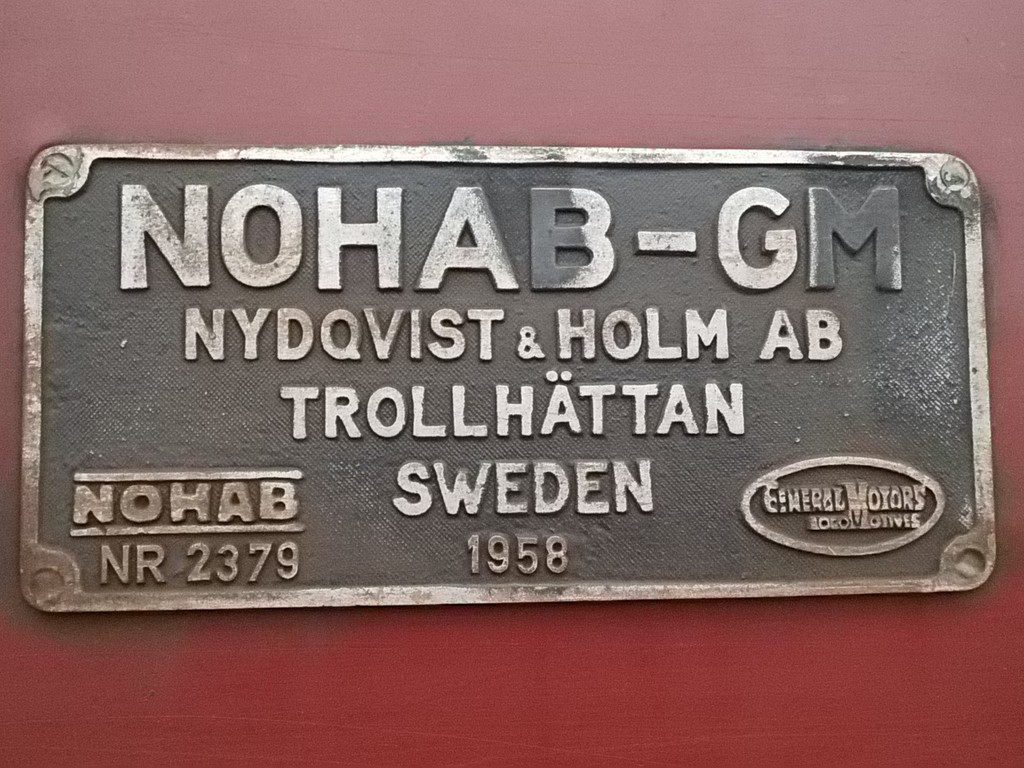 NOHAB-GM
NYDQVIST & HOLM AB
TROLLHÄTTAN
SWEDEN
NOHAB
NR 2379
1958
GENERAL MOTORS
LOCOMOTIVES